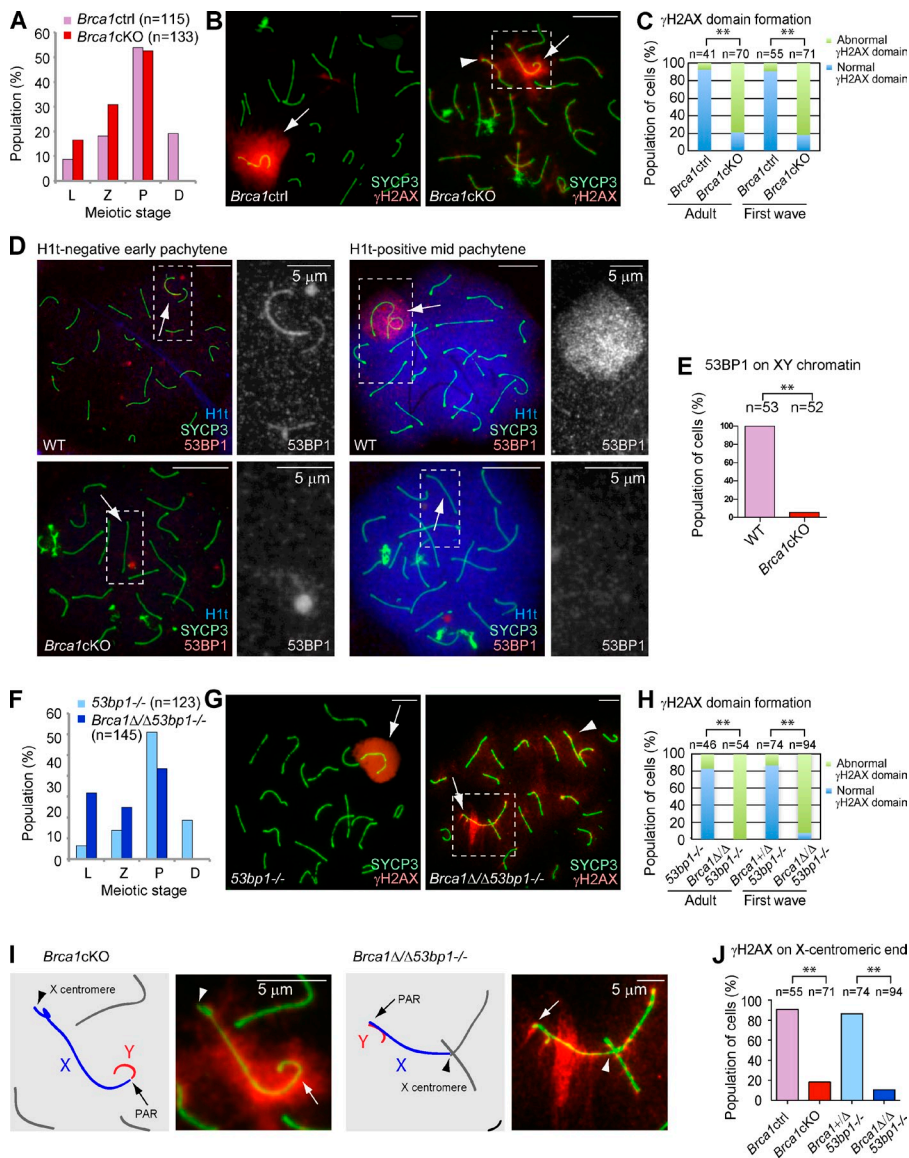 A
Brca1ctrl (n=115)
Brca1cKO (n=133)
Population (%)
60
50
40
30
20
10
0
L Z P D
Meiotic stage
B
SYCP3
Brca1ctrl γH2AX
SYCP3
Brca1cKO γH2AX
C γH2AX domain formation
** **
n=41 n=70 n=55 n=71
Abnormal
γH2AX domain
Normal
γH2AX domain
Population of cells (%)
100
80
60
40
20
0
Brca1ctrl
Brca1cKO
Brca1ctrl
Brca1cKO
Adult First wave
D
H1t-negative early pachytene H1t-positive mid pachytene
5 μm
5 μm
H1t
SYCP3
WT 53BP1
53BP1
H1t
SYCP3
WT 53BP1
53BP1
5 μm
5 μm
H1t
SYCP3
Brca1cKO 53BP1
53BP1
H1t
SYCP3
53BP1
53BP1
E 53BP1 on XY chromatin
**
n=53 n=52
Population of cells (%)
100
80
60
40
20
0
WT
Brca1cKO
F
53bp1-/- (n=123)
Brca1Δ/Δ53bp1-/-
(n=145)
Population (%)
60
50
40
30
20
10
0
L Z P D
Meiotic stage
G
SYCP3
53bp1-/- γH2AX
SYCP3
Brca1Δ/Δ53bp1-/- γH2AX
H γH2AX domain formation
** **
n=46 n=54 n=74 n=94
Abnormal
γH2AX domain
Normal
γH2AX domain
Population of cells (%)
100
80
60
40
20
0
53bp1-/-
Brca1Δ/Δ
53bp1-/-
Brca1+/Δ
53bp1-/-
Brca1Δ/Δ
53bp1-/-
Adult First wave
I Brca1cKO
X centromere
Y
X
PAR
5 μm
Brca1Δ/Δ53bp1-/-
PAR
Y
X
X centromere
5 μm
J γH2AX on X-centromeric end
** **
n=55 n=71 n=74 n=94
Population of cells (%)
100
80
60
40
20
0
Brca1ctrl
Brca1cKO
Brca1+/Δ
53bp1-/-
Brca1Δ/Δ
53bp1-/-